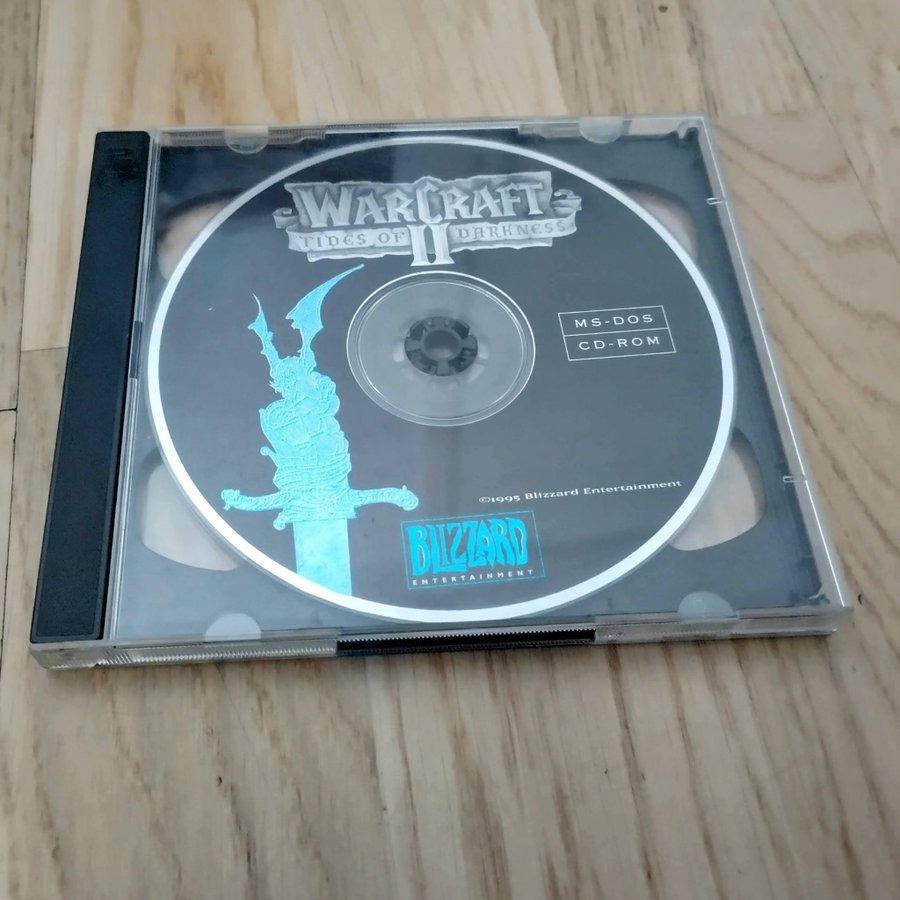 WARCRAFT
TIDES OF II DARKNESS
MS-DOS
CD-ROM
©1995 Blizzard Entertainment
BLIZZARD
ENTERTAINMENT